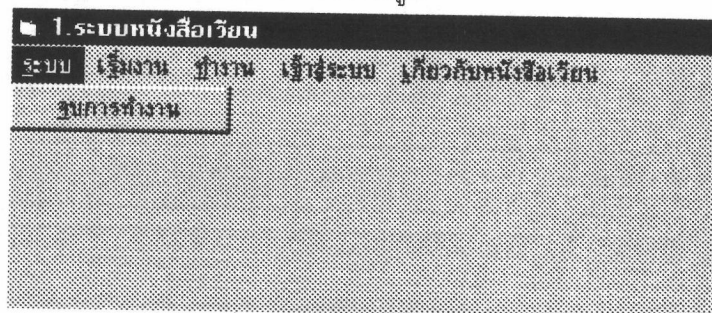 1.ระบบหนังสือเวียน
ระบบ เริ่มงาน ทำงาน เข้าสู่ระบบ เกี่ยวกับหนังสือเวียน
จบการทำงาน